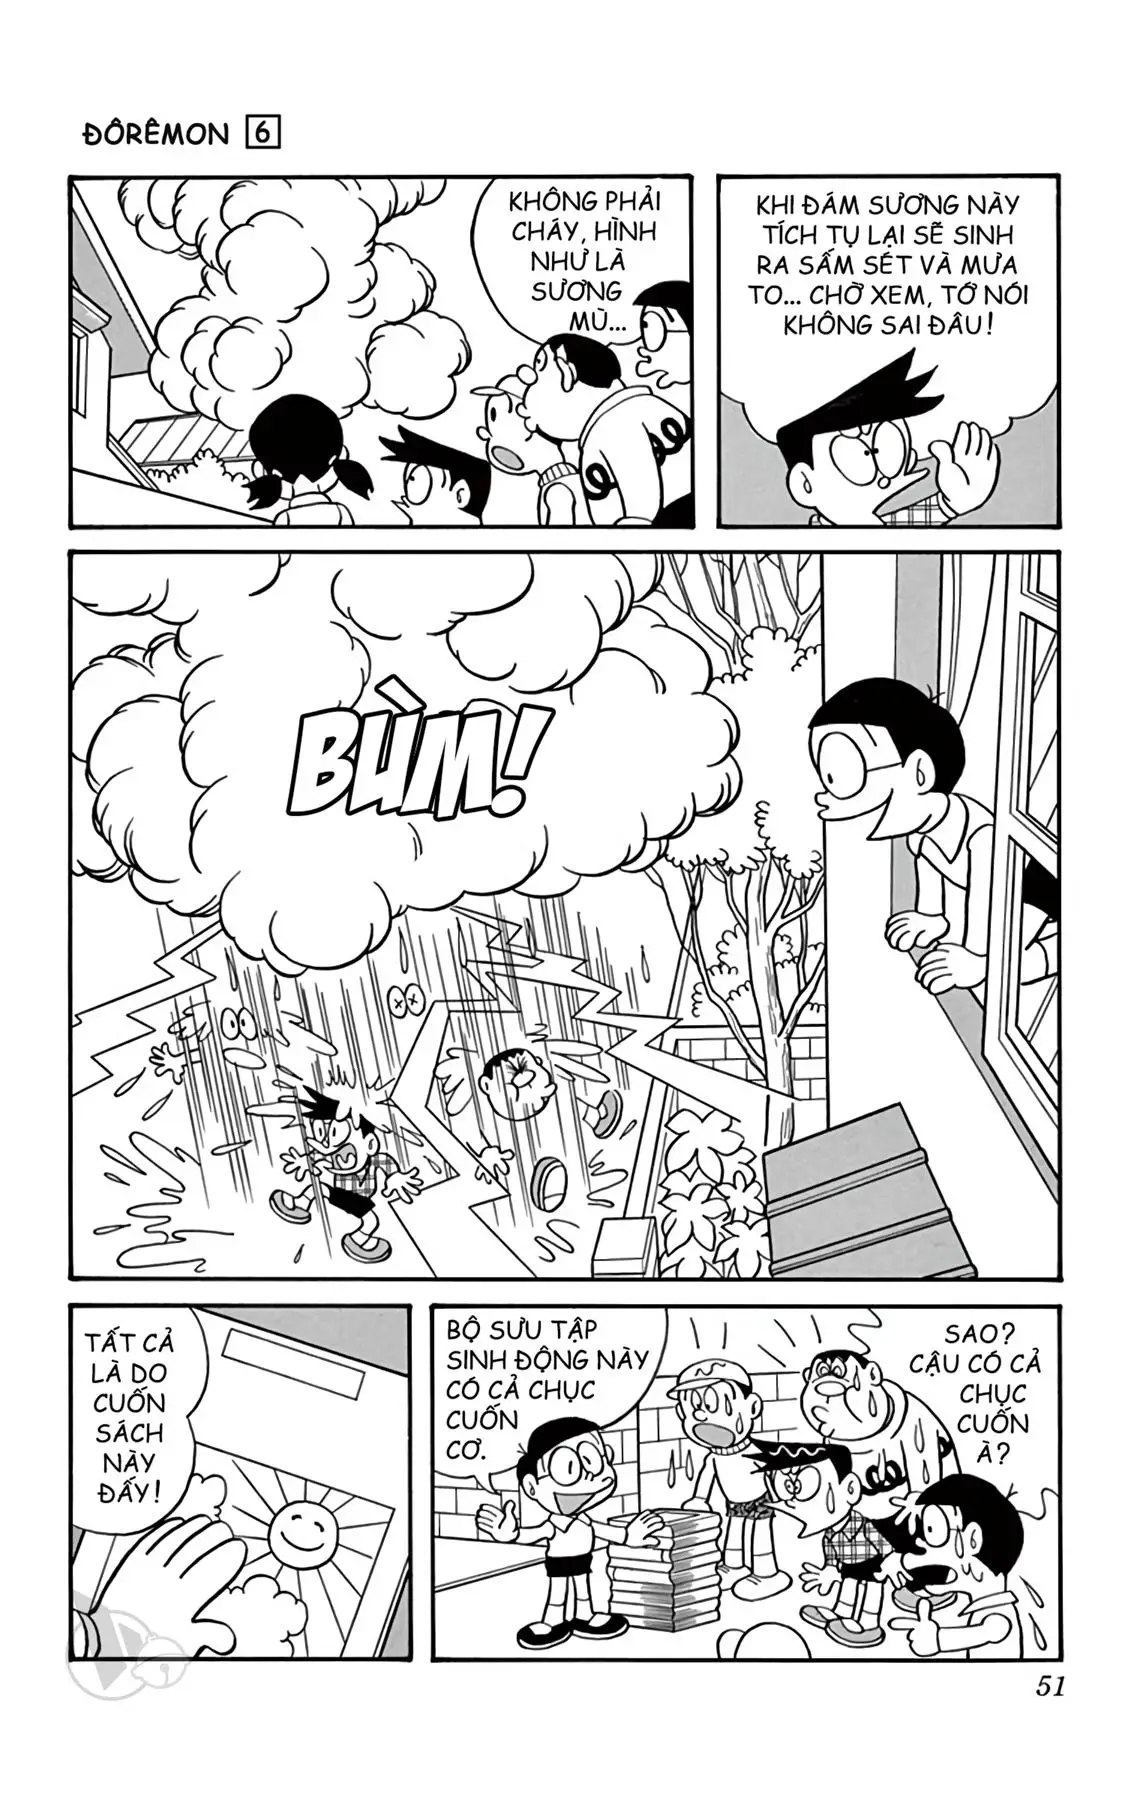 ĐÔRÊMON 6
KHÔNG PHẢI
CHÁY, HÌNH
NHƯ LÀ
SƯƠNG
MÙ...
KHI ĐÁM SƯƠNG NÀY
TÍCH TỤ LẠI SẼ SINH
RA SẤM SÉT VÀ MƯA
TO... CHỜ XEM, TỚ NÓI
KHÔNG SAI ĐÂU!
BÙM!
TẤT CẢ
LÀ DO
CUỐN
SÁCH
NÀY
ĐẤY!
BỘ SƯU TẬP
SINH ĐỘNG NÀY
CÓ CẢ CHỤC
CUỐN
CƠ.
SAO?
CẬU CÓ CẢ
CHỤC
CUỐN
À?
51